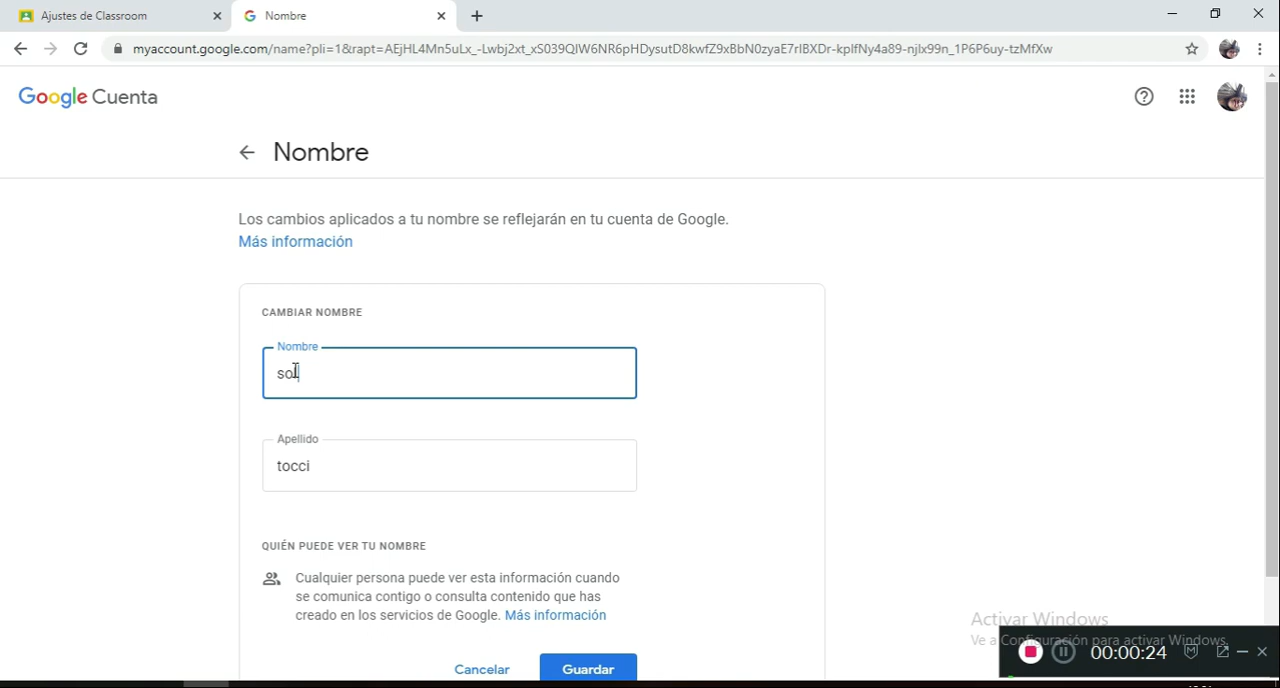 Ajustes de Classroom
Nombre
myaccount.google.com/name?pli=1&rapt=AEjHL4Mn5uLx_-Lwbj2xt_xS039QIW6NR6pHDysutD8kwfZ9xBbN0zyaE7rIBXDr-kpIfNy4a89-njlx99n_1P6P6uy-tzMfXw
Google Cuenta
Nombre
Los cambios aplicados a tu nombre se reflejarán en tu cuenta de Google.
Más información
CAMBIAR NOMBRE
Nombre
sol
Apellido
tocci
QUIÉN PUEDE VER TU NOMBRE
Cualquier persona puede ver esta información cuando
se comunica contigo o consulta contenido que has
creado en los servicios de Google. Más información
Cancelar
Guardar
Activar Windows
Ve a Configuración para activar Windows.
00:00:24